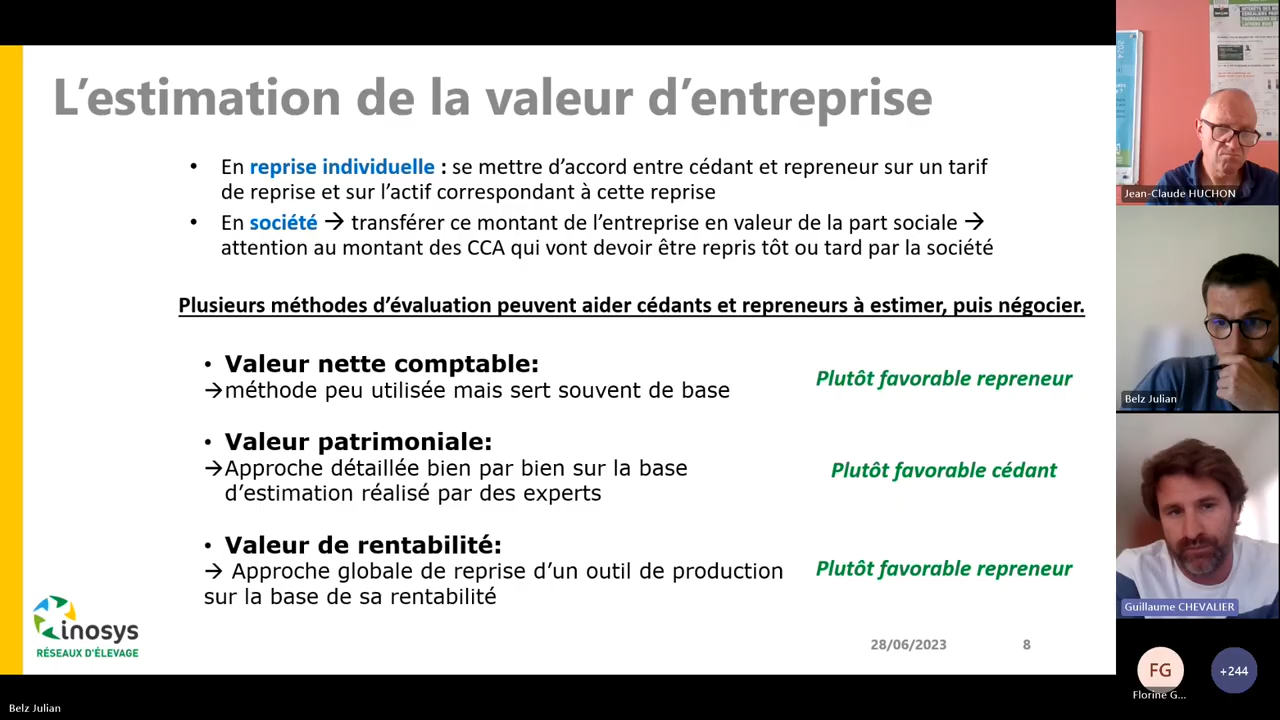 L’estimation de la valeur d’entreprise
• En reprise individuelle : se mettre d’accord entre cédant et repreneur sur un tarif
de reprise et sur l’actif correspondant à cette reprise
• En société → transférer ce montant de l’entreprise en valeur de la part sociale →
attention au montant des CCA qui vont devoir être repris tôt ou tard par la société
Plusieurs méthodes d’évaluation peuvent aider cédants et repreneurs à estimer, puis négocier.
• Valeur nette comptable:
→méthode peu utilisée mais sert souvent de base
Plutôt favorable repreneur
• Valeur patrimoniale:
→Approche détaillée bien par bien sur la base
d’estimation réalisé par des experts
Plutôt favorable cédant
• Valeur de rentabilité:
→ Approche globale de reprise d’un outil de production
sur la base de sa rentabilité
Plutôt favorable repreneur
inosys
RÉSEAUX D'ÉLEVAGE
28/06/2023
8
Belz Julian
Jean-Claude HUCHON
Belz Julian
Guillaume CHEVALIER
FG
Florine G...
+244